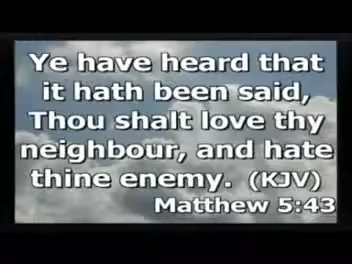 Ye have heard that
it hath been said,
Thou shalt love thy
neighbour, and hate
thine enemy. (KJV)
Matthew 5:43